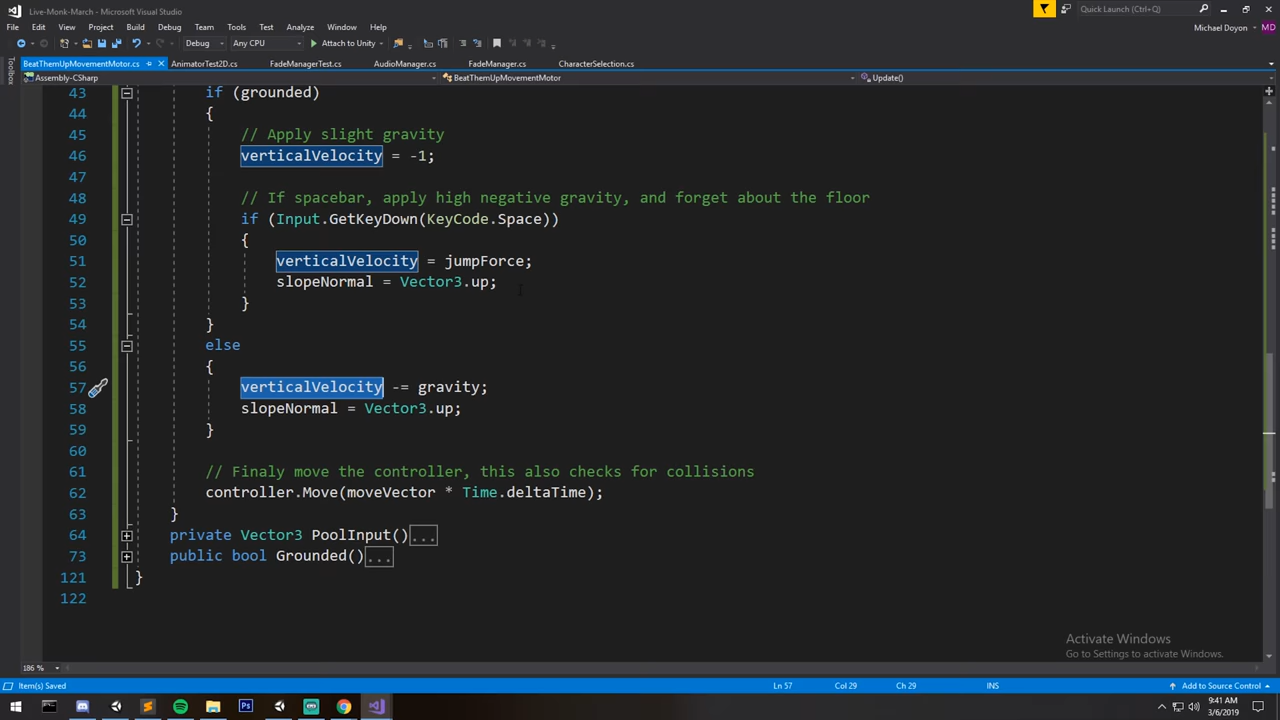 Live-Monk-March - Microsoft Visual Studio
Quick Launch (Ctrl+Q)
File Edit View Project Build Debug Team Tools Test Analyze Window Help
Michael Doyon MD
Debug Any CPU Attach to Unity
BeatThemUpMovementMotor.cs AnimatorTest2D.cs FadeManagerTest.cs AudioManager.cs FadeManager.cs CharacterSelection.cs
Toolbox
Assembly-CSharp BeatThemUpMovementMotor Update()
43 if (grounded)
44 {
45 // Apply slight gravity
46 verticalVelocity = -1;
47
48 // If spacebar, apply high negative gravity, and forget about the floor
49 if (Input.GetKeyDown(KeyCode.Space))
50 {
51 verticalVelocity = jumpForce;
52 slopeNormal = Vector3.up;
53 }
54 }
55 else
56 {
57 verticalVelocity -= gravity;
58 slopeNormal = Vector3.up;
59 }
60
61 // Finaly move the controller, this also checks for collisions
62 controller.Move(moveVector * Time.deltaTime);
63 }
64 private Vector3 PoolInput()...
73 public bool Grounded()...
121 }
122
Activate Windows
Go to Settings to activate Windows.
186 %
Item(s) Saved Ln 57 Col 29 Ch 29 INS Add to Source Control
9:41 AM
3/6/2019